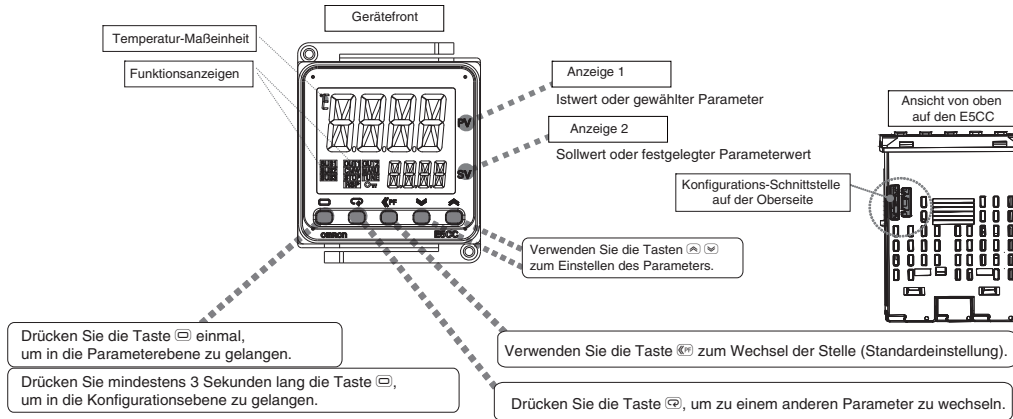 Gerätefront
Temperatur-Maßeinheit
Funktionsanzeigen
Anzeige 1
Istwert oder gewählter Parameter
Anzeige 2
Sollwert oder festgelegter Parameterwert
PV
SV
PF
omron
E5CC
Ansicht von oben
auf den E5CC
Konfigurations-Schnittstelle
auf der Oberseite
Verwenden Sie die Tasten
zum Einstellen des Parameters.
Drücken Sie die Taste einmal,
um in die Parameterebene zu gelangen.
Drücken Sie mindestens 3 Sekunden lang die Taste ,
um in die Konfigurationsebene zu gelangen.
Verwenden Sie die Taste PF zum Wechsel der Stelle (Standardeinstellung).
Drücken Sie die Taste , um zu einem anderen Parameter zu wechseln.